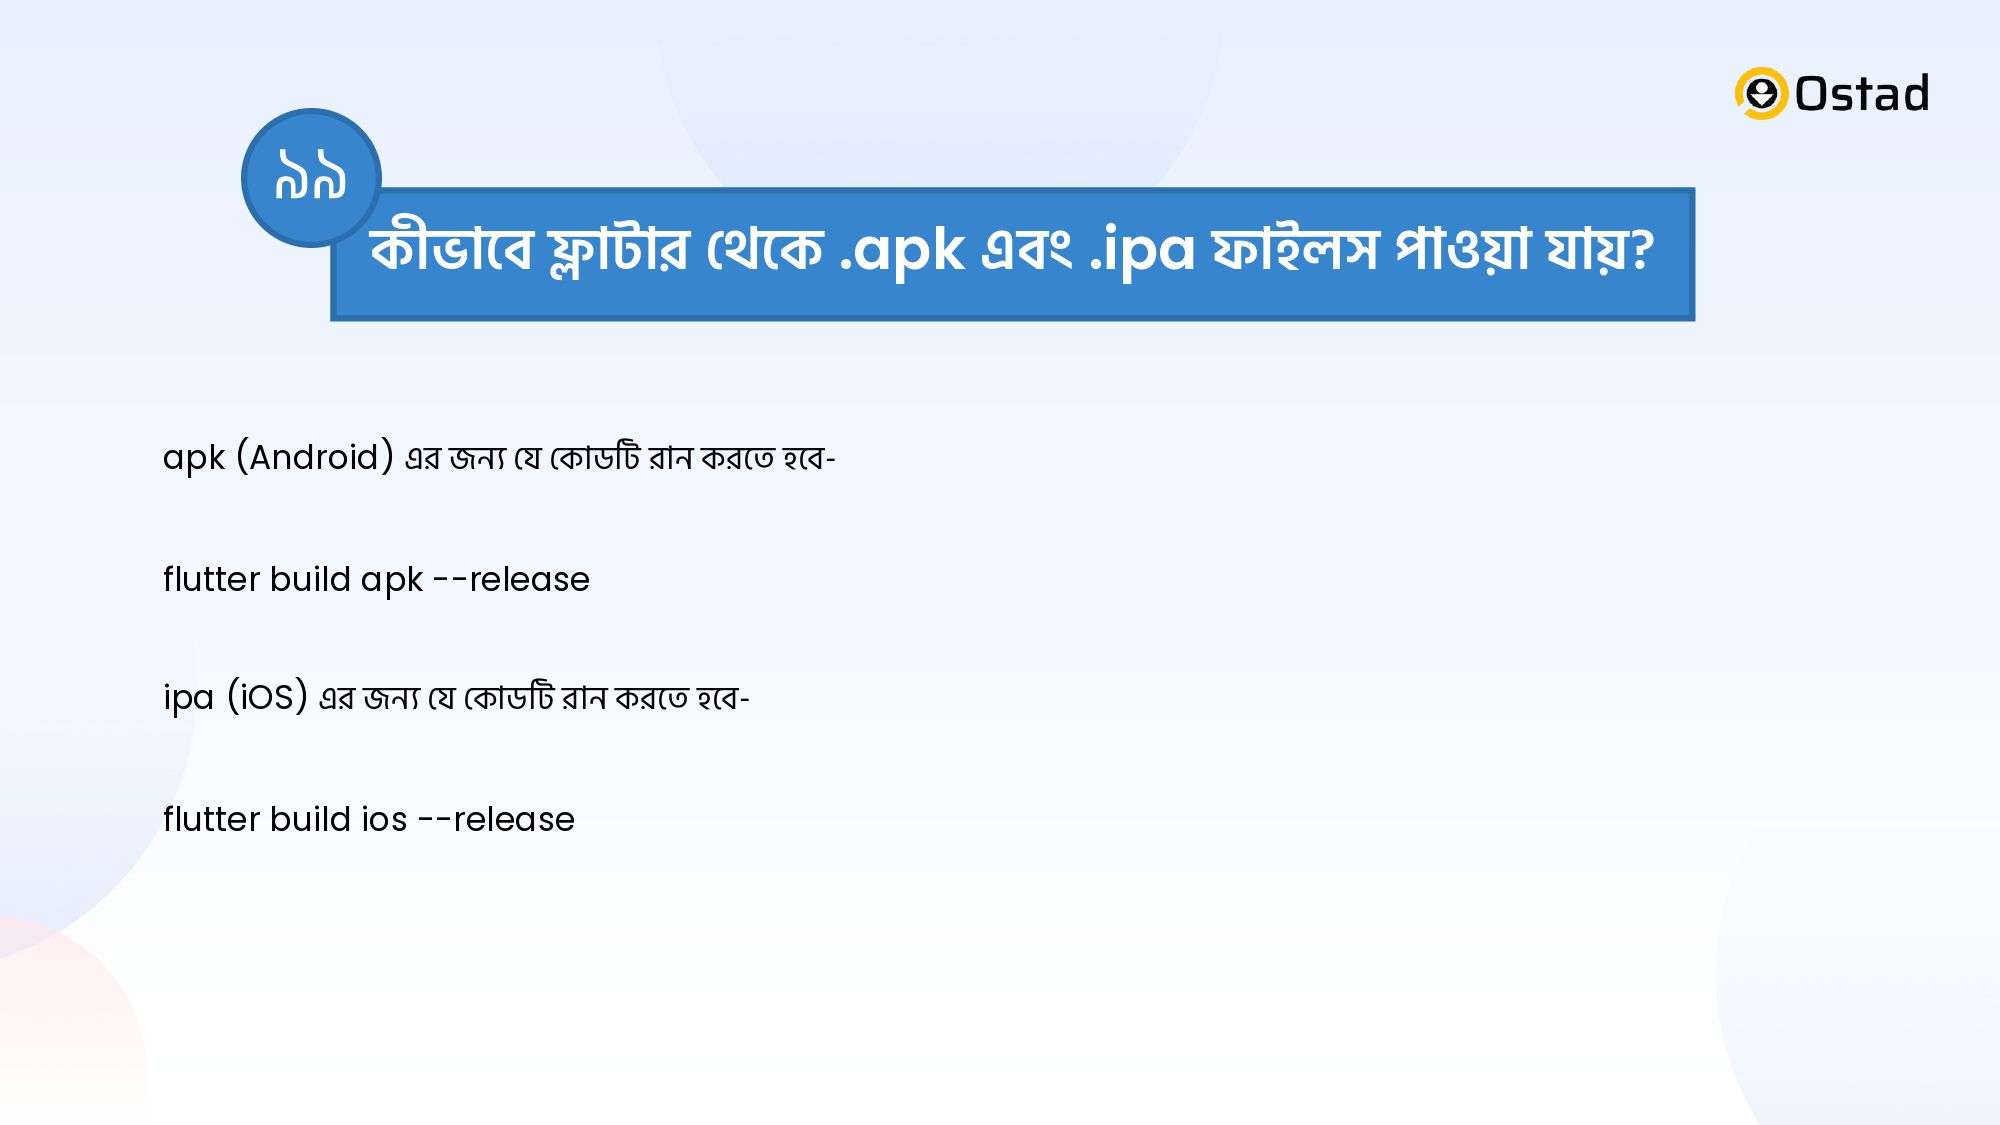 Ostad
৯৯
কীভাবে ফ্লাটার থেকে .apk এবং .ipa ফাইলস পাওয়া যায়?
apk (Android) এর জন্য যে কোডটি রান করতে হবে-
flutter build apk --release
ipa (iOS) এর জন্য যে কোডটি রান করতে হবে-
flutter build ios --release